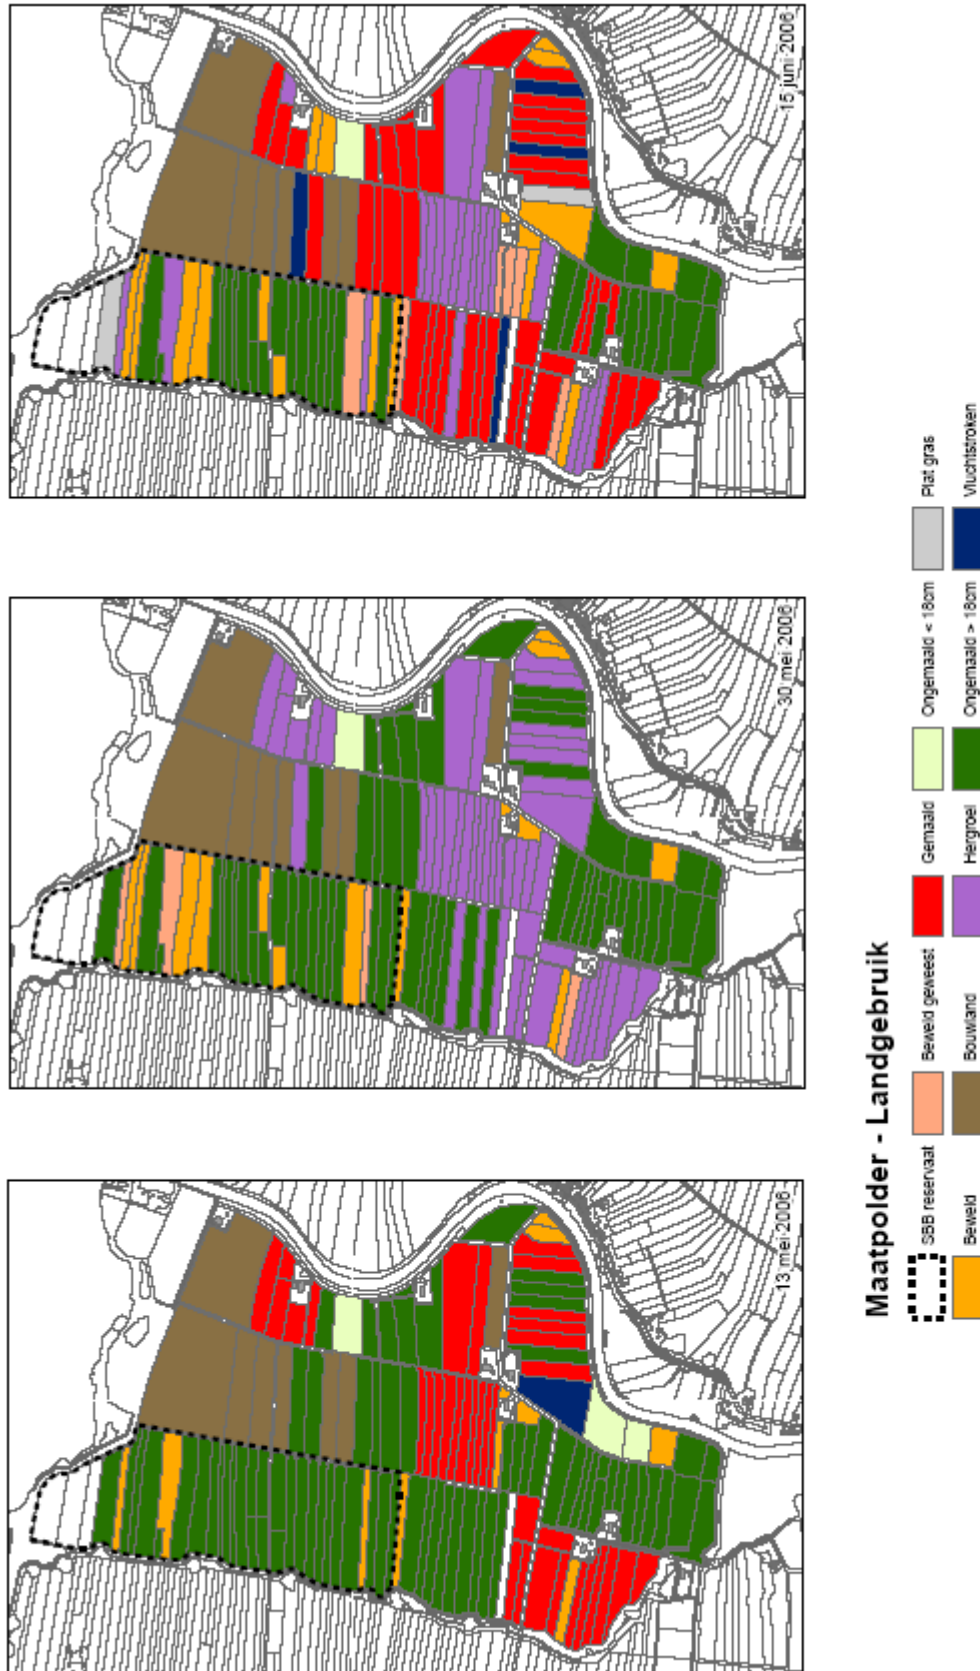 13 mei 2006
30 mei 2006
15 juni 2006
Maatpolder - Landgebruik
SBB reservaat
Beweid geweest
Gemaaid
Ongemaaid < 18cm
Plat gras
Beweid
Bouwland
Hergroei
Ongemaaid > 18cm
Vluchtstroken